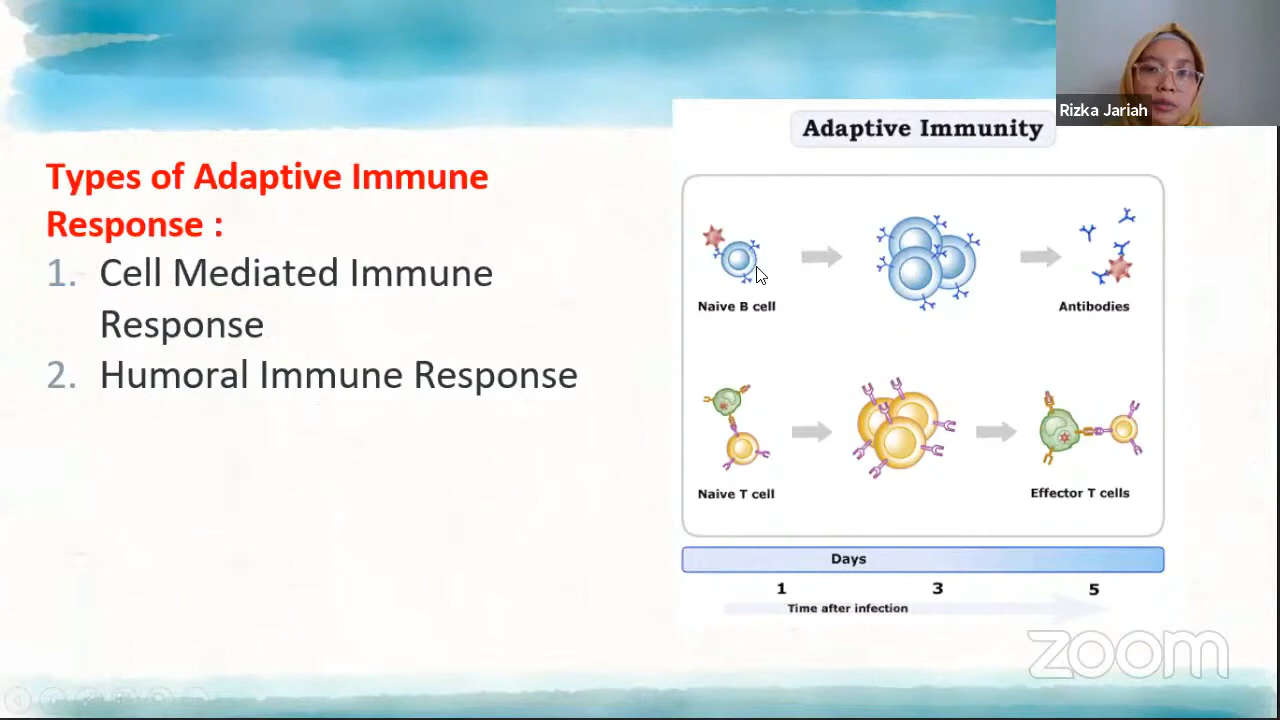 Rizka Jariah
Adaptive Immunity
Types of Adaptive Immune
Response :
1. Cell Mediated Immune
Response
2. Humoral Immune Response
Naive B cell
Antibodies
Naive T cell
Effector T cells
Days
1 3 5
Time after infection
zoom